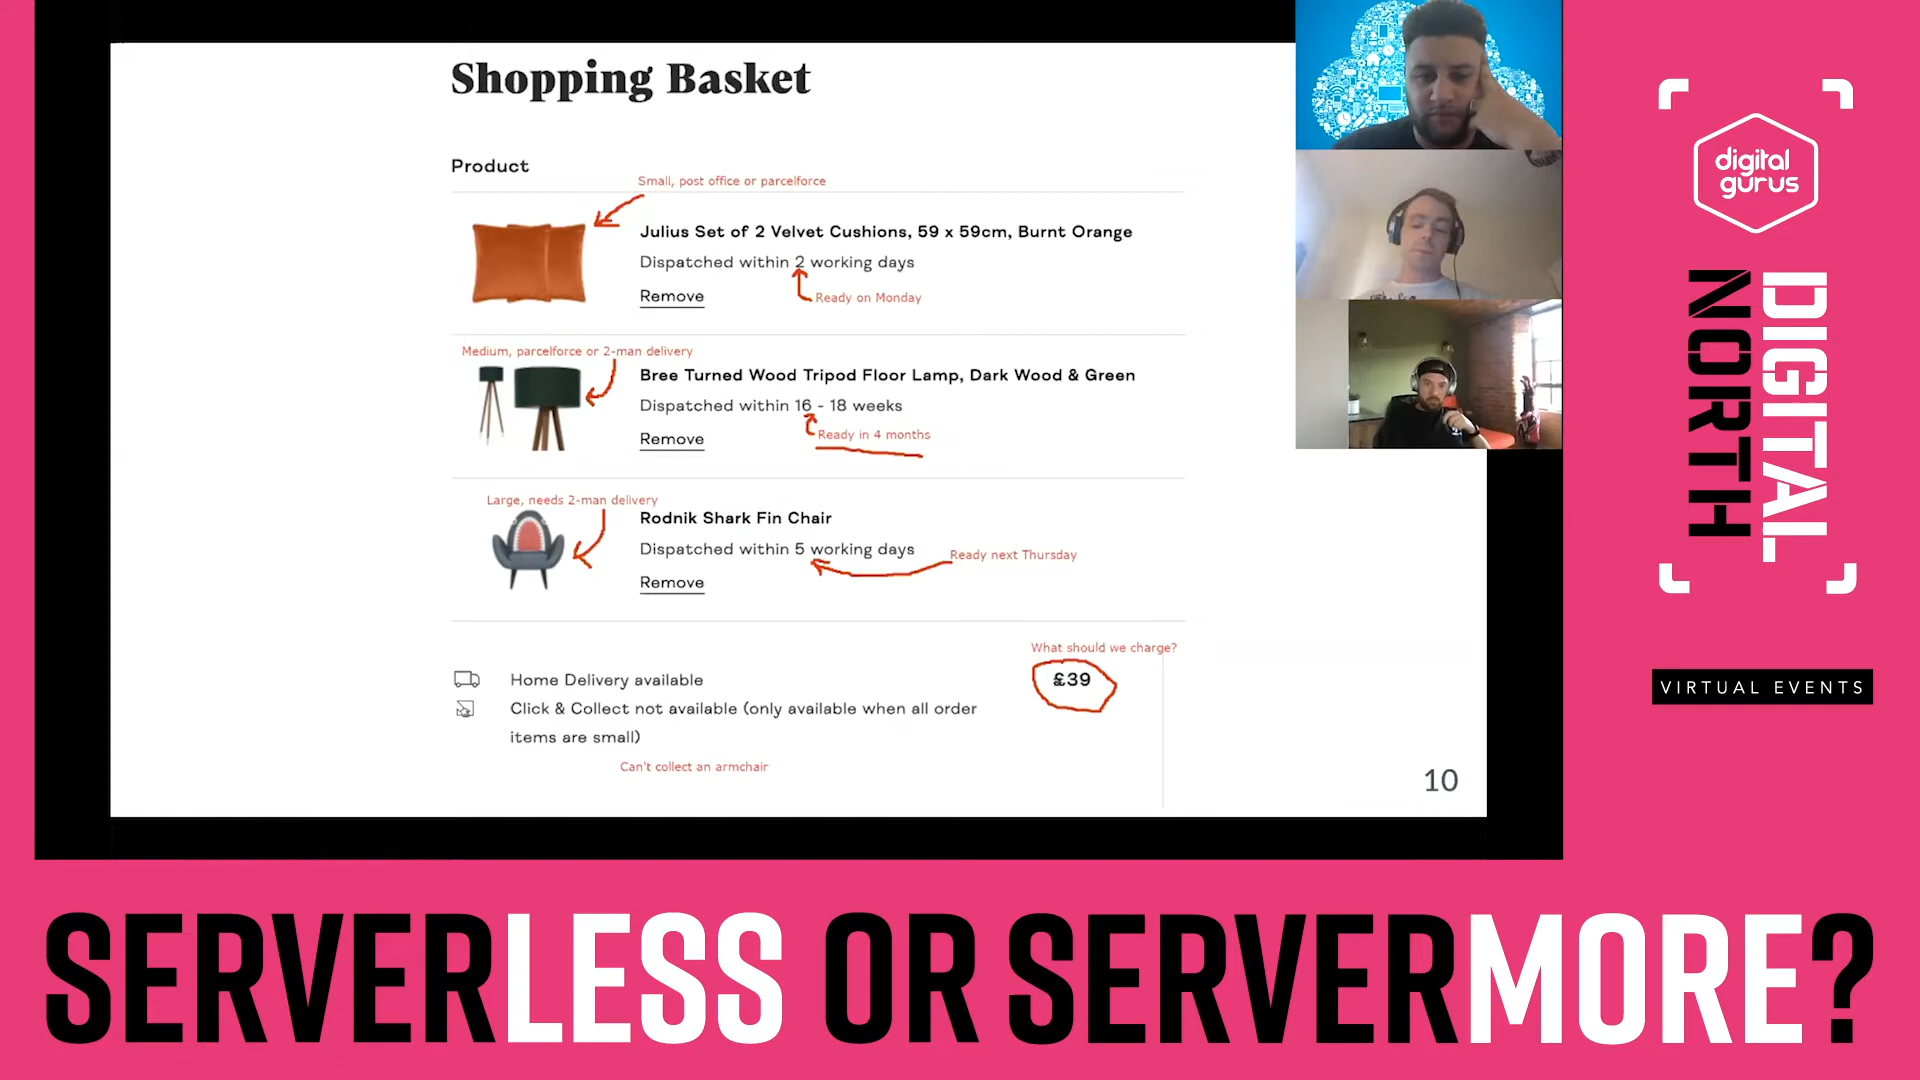 Shopping Basket
Product
Small, post office or parcelforce
Julius Set of 2 Velvet Cushions, 59 x 59cm, Burnt Orange
Dispatched within 2 working days
Ready on Monday
Remove
Medium, parcelforce or 2-man delivery
Bree Turned Wood Tripod Floor Lamp, Dark Wood & Green
Dispatched within 16 - 18 weeks
Ready in 4 months
Remove
Large, needs 2-man delivery
Rodnik Shark Fin Chair
Dispatched within 5 working days
Ready next Thursday
Remove
What should we charge?
Home Delivery available
£39
Click & Collect not available (only available when all order
items are small)
Can't collect an armchair
10
digital
gurus
DIGITAL
NORTH
VIRTUAL EVENTS
SERVERLESS OR SERVERMORE?